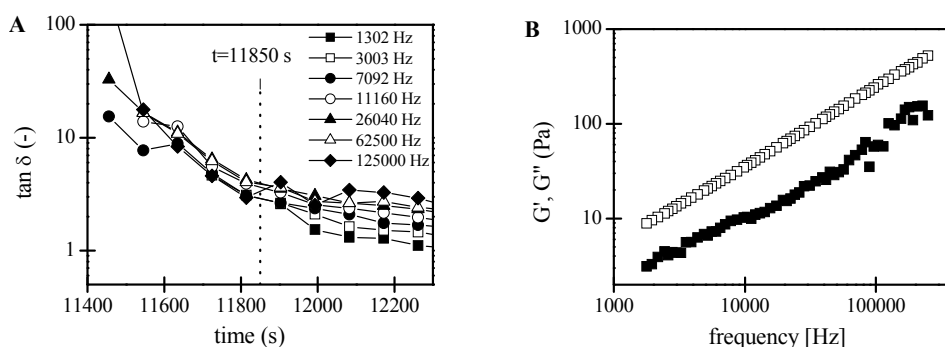 A
B
100
10
1
tan δ (-)
t=11850 s
1302 Hz
3003 Hz
7092 Hz
11160 Hz
26040 Hz
62500 Hz
125000 Hz
11400 11600 11800 12000 12200
time (s)
1000
100
10
G', G'' (Pa)
1000 10000 100000
frequency [Hz]